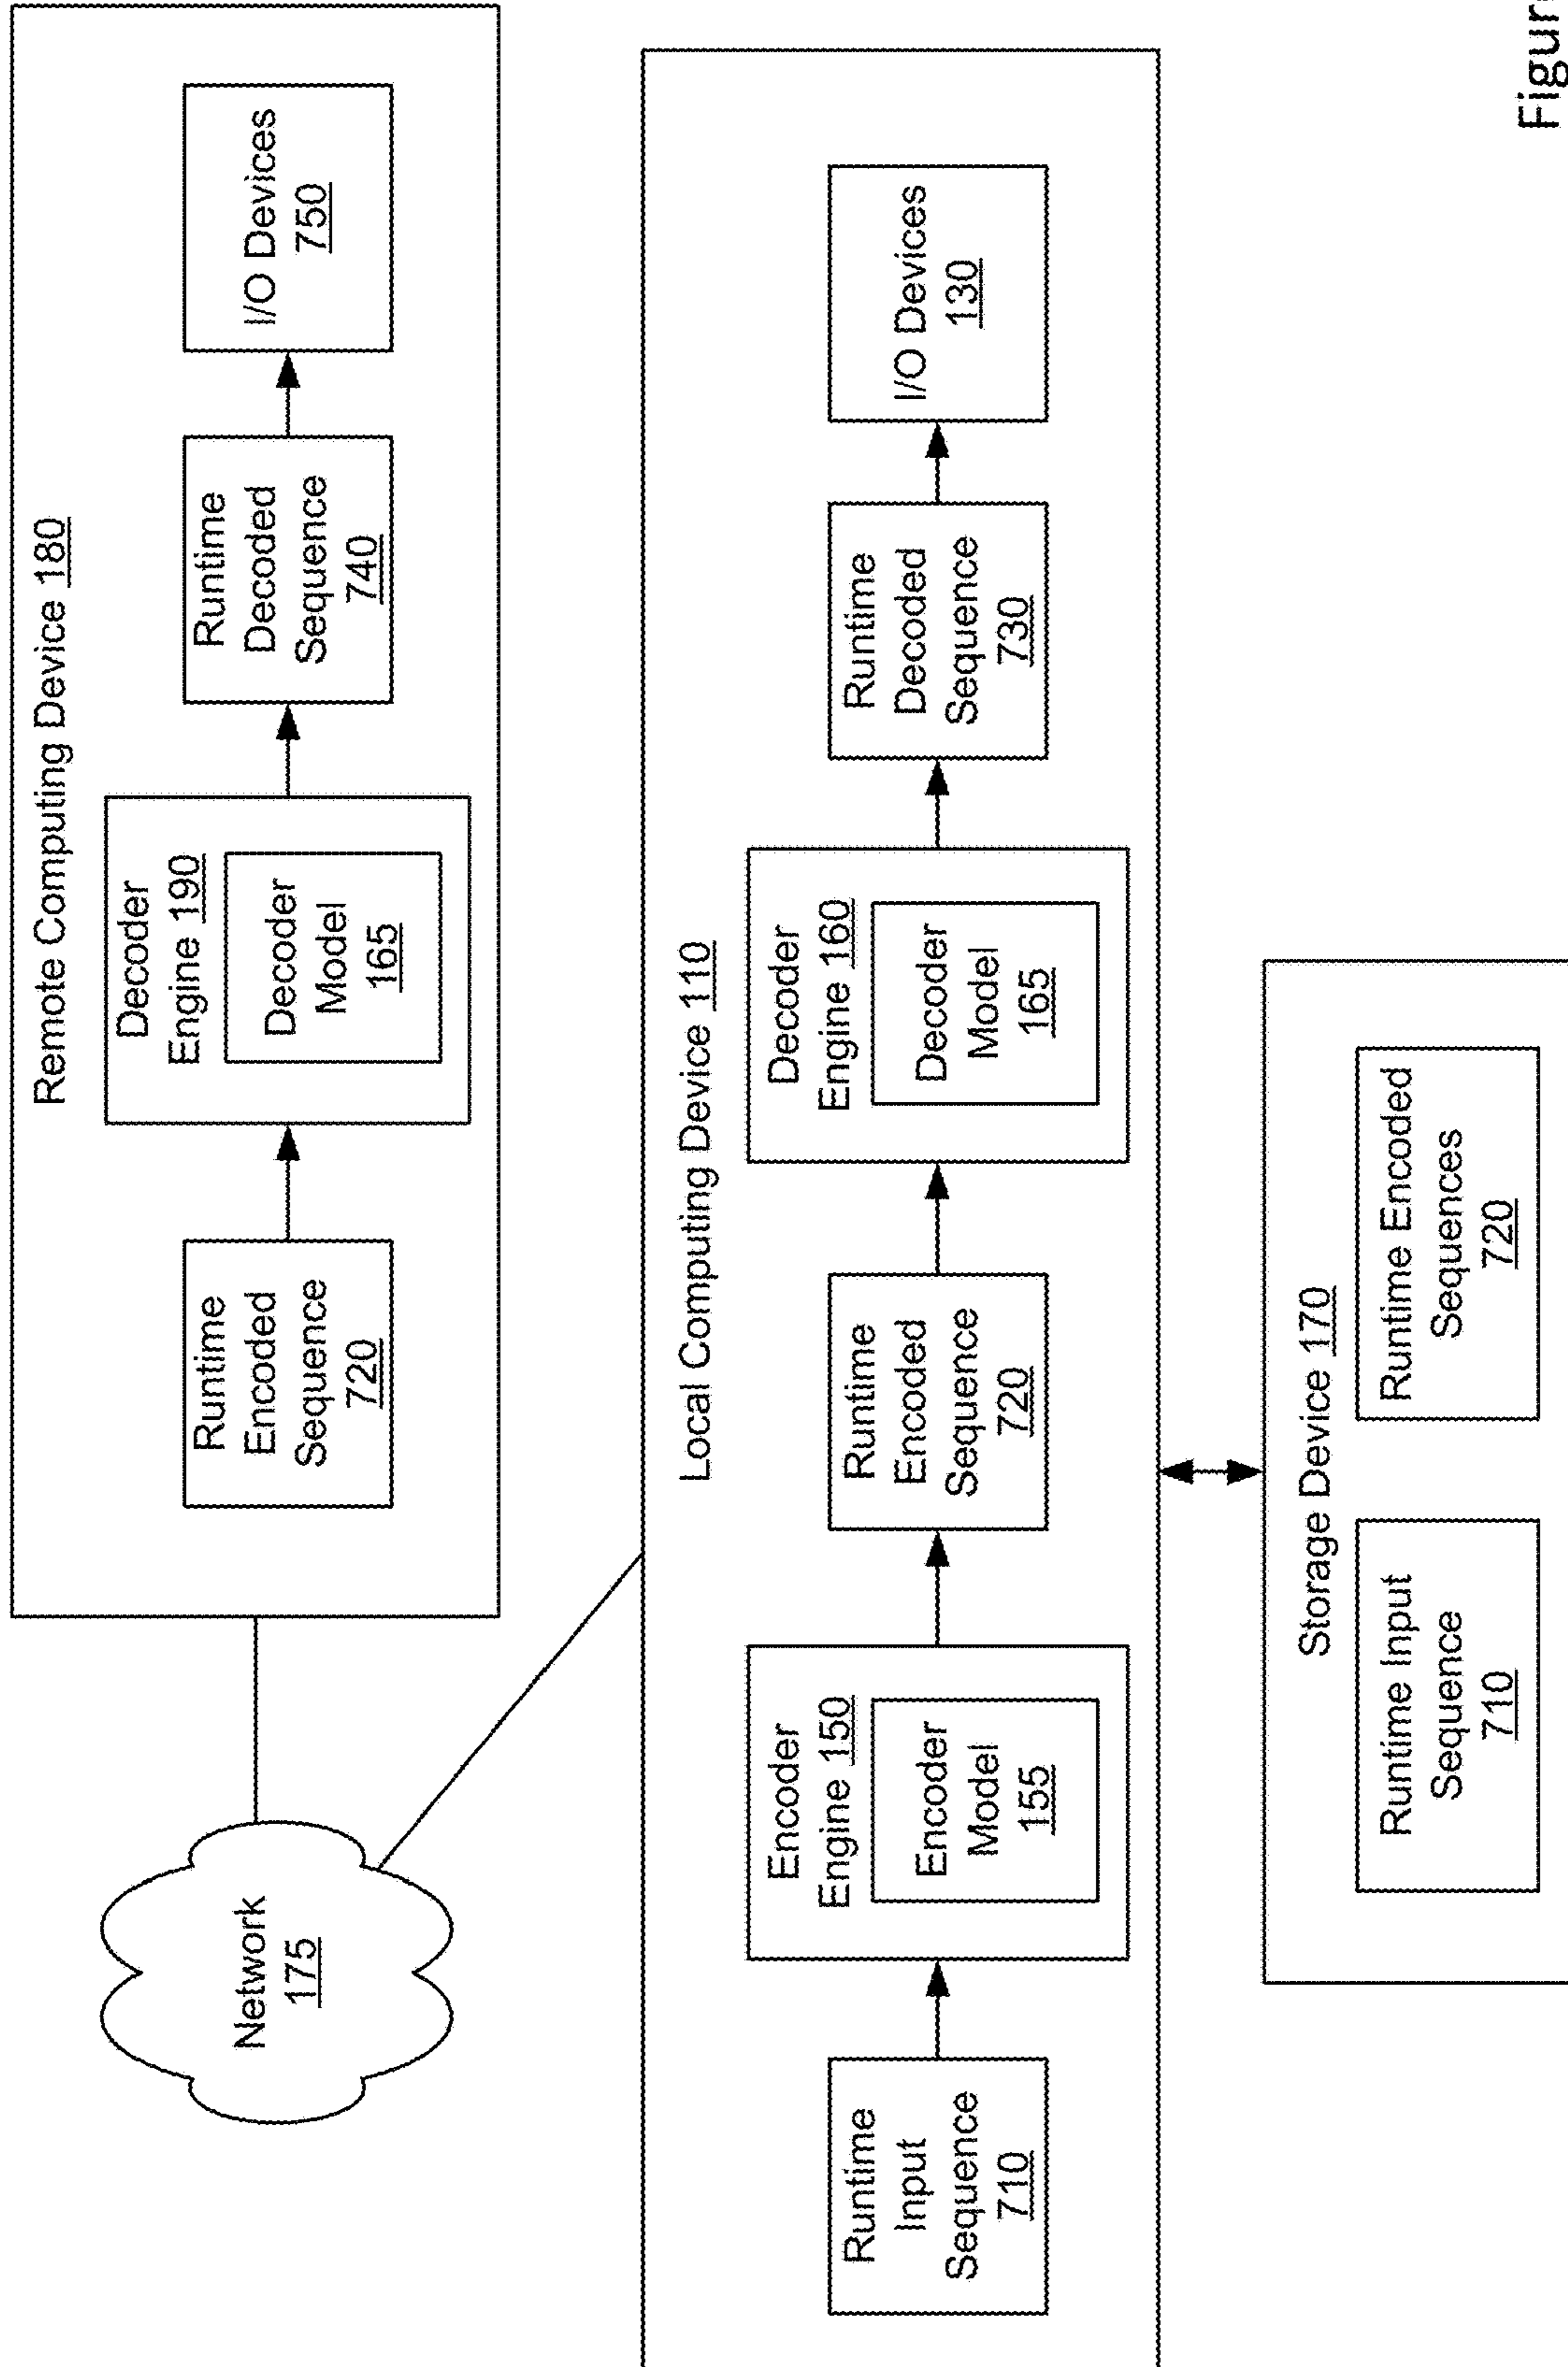 Remote Computing Device 180
Network
175
Runtime
Encoded
Sequence
720
Decoder
Engine 190
Decoder
Model
165
Runtime
Decoded
Sequence
740
I/O Devices
750
Local Computing Device 110
Runtime
Input
Sequence
710
Encoder
Engine 150
Encoder
Model
155
Runtime
Encoded
Sequence
720
Decoder
Engine 160
Decoder
Model
165
Runtime
Decoded
Sequence
730
I/O Devices
130
Storage Device 170
Runtime Input
Sequence
710
Runtime Encoded
Sequences
720